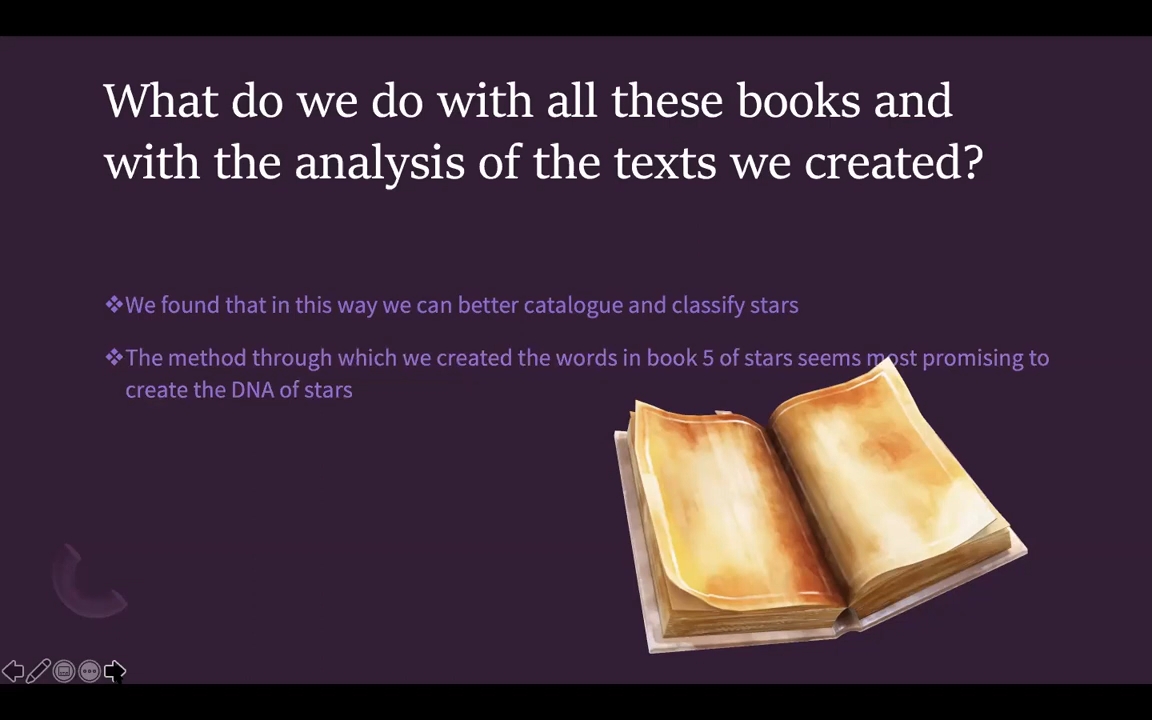 What do we do with all these books and
with the analysis of the texts we created?
❖We found that in this way we can better catalogue and classify stars
❖The method through which we created the words in book 5 of stars seems most promising to
create the DNA of stars